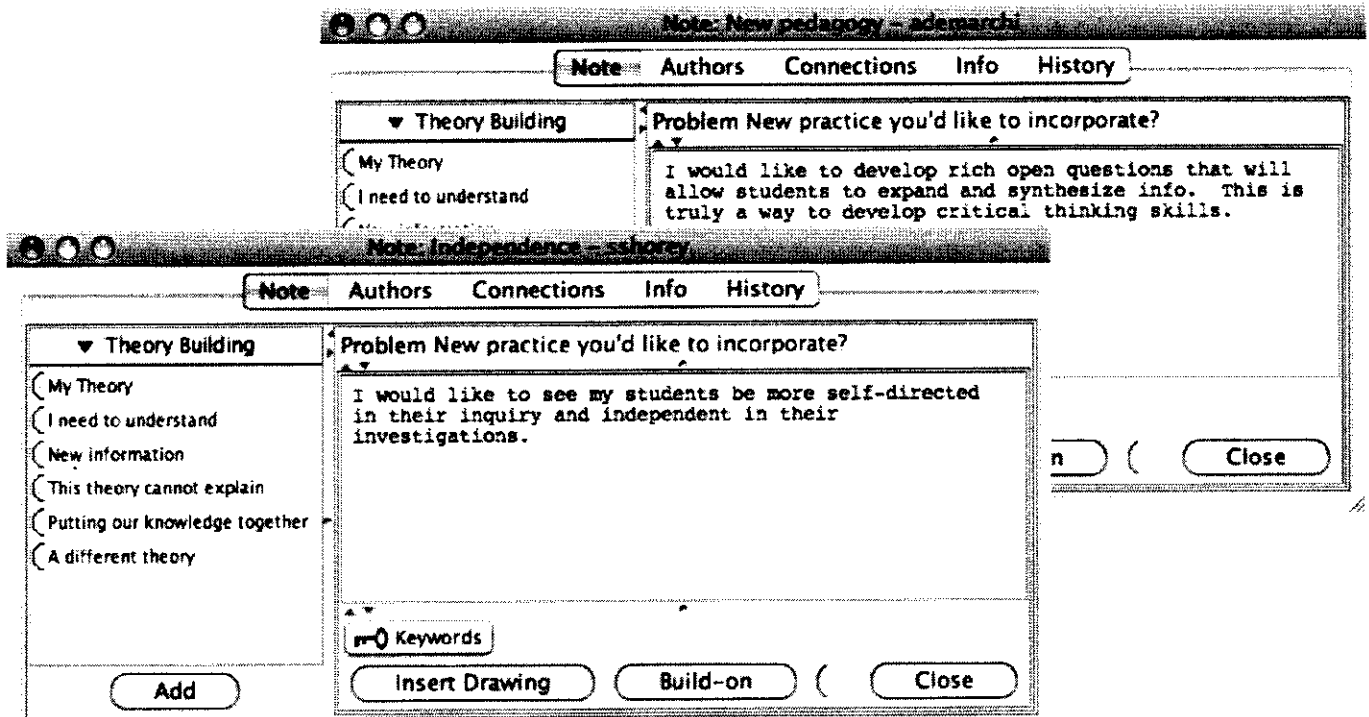 Note: New pedagogy – ademarchi
Note Authors Connections Info History
▼ Theory Building
My Theory
I need to understand
Problem New practice you'd like to incorporate?
I would like to develop rich open questions that will
allow students to expand and synthesize info. This is
truly a way to develop critical thinking skills.
n
Close
Note: Independence – sshorey
Note Authors Connections Info History
▼ Theory Building
My Theory
I need to understand
New information
This theory cannot explain
Putting our knowledge together
A different theory
Add
Problem New practice you'd like to incorporate?
I would like to see my students be more self-directed
in their inquiry and independent in their
investigations.
Keywords
Insert Drawing
Build-on
Close